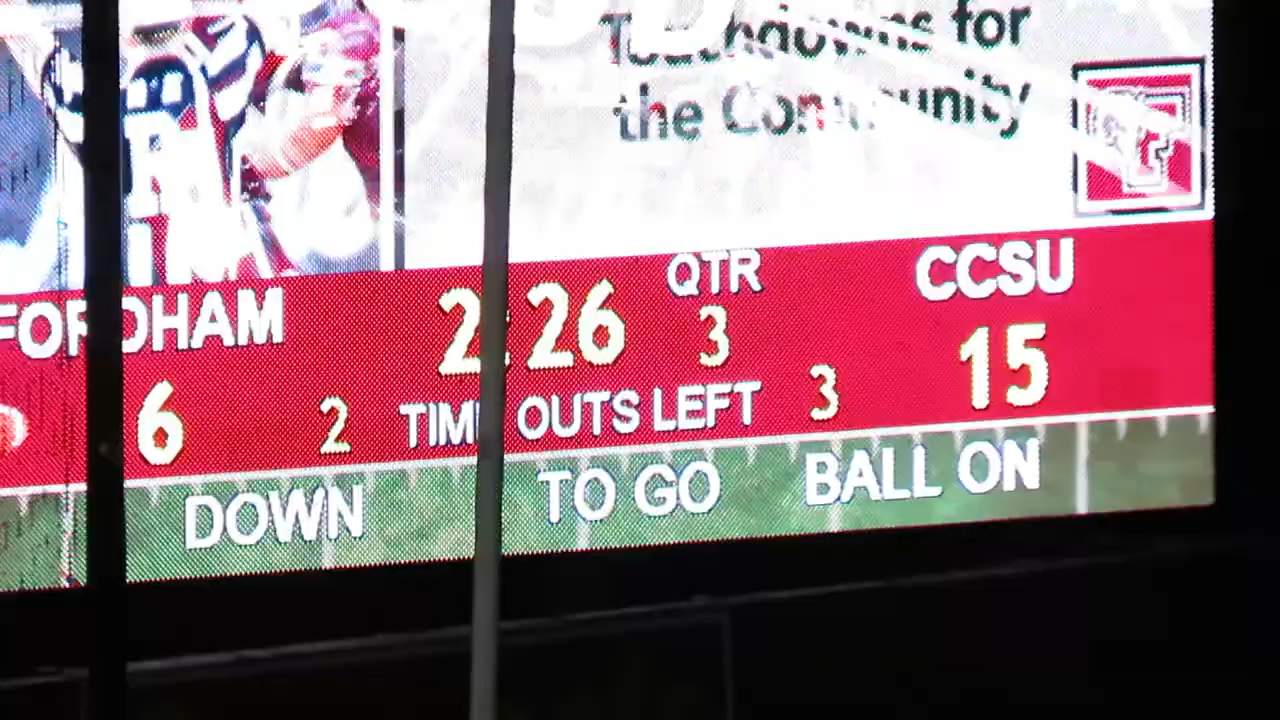 Touchdowns for
the Community
FORDHAM
2:26
QTR
CCSU
6
2
TIME OUTS LEFT
3
3
15
DOWN
TO GO
BALL ON